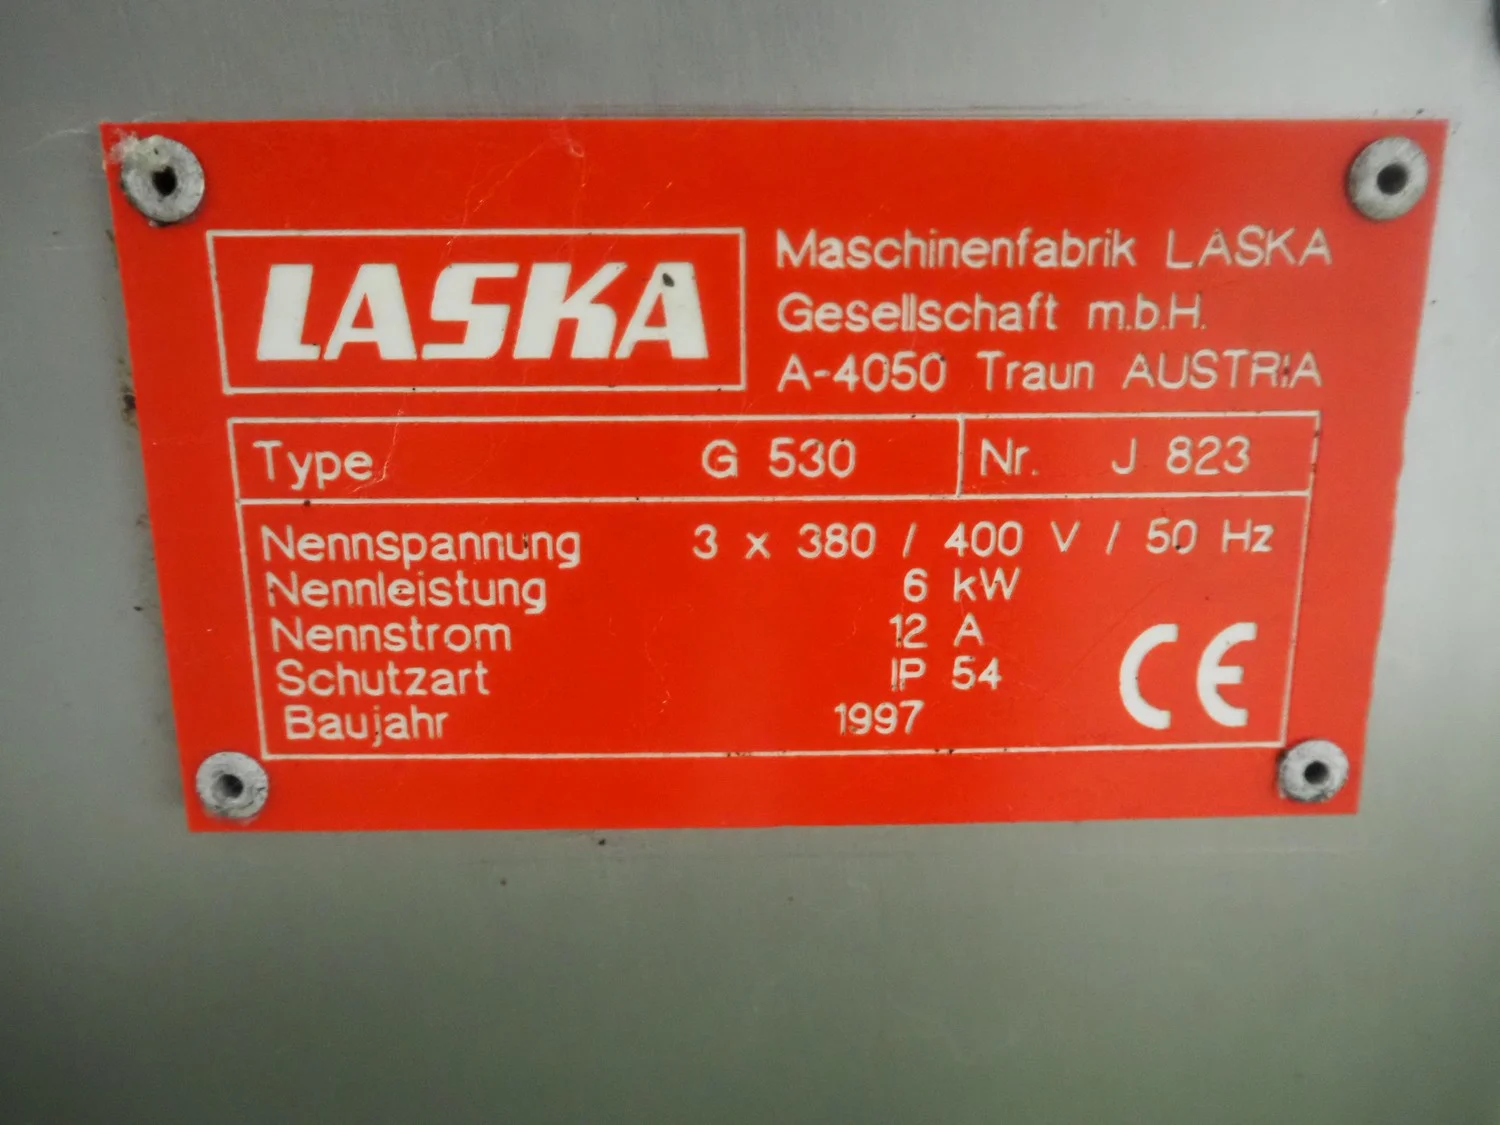 LASKA
Maschinenfabrik LASKA
Gesellschaft m.b.H.
A-4050 Traun AUSTRIA
Type G 530 Nr. J 823
Nennspannung 3 x 380 / 400 V / 50 Hz
Nennleistung 6 kW
Nennstrom 12 A
Schutzart IP 54
Baujahr 1997
CE